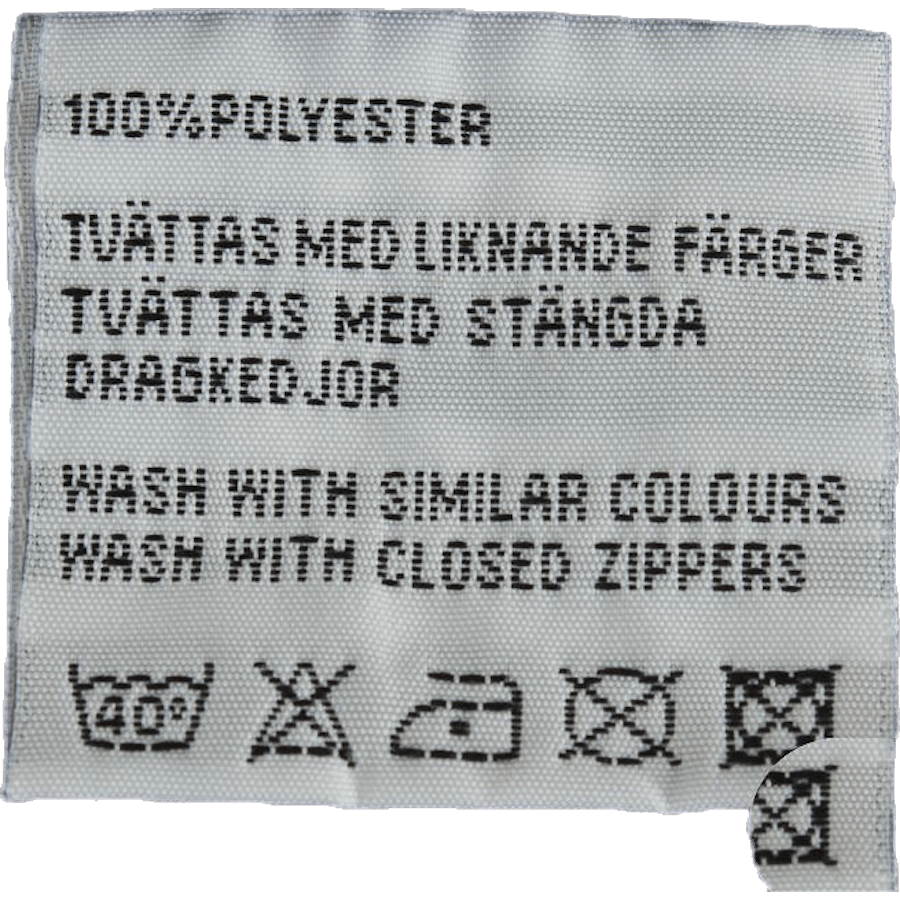 100%POLYESTER
TVÄTTAS MED LIKNANDE FÄRGER
TVÄTTAS MED STÄNGDA
DRAGKEDJOR
WASH WITH SIMILAR COLOURS
WASH WITH CLOSED ZIPPERS
40°